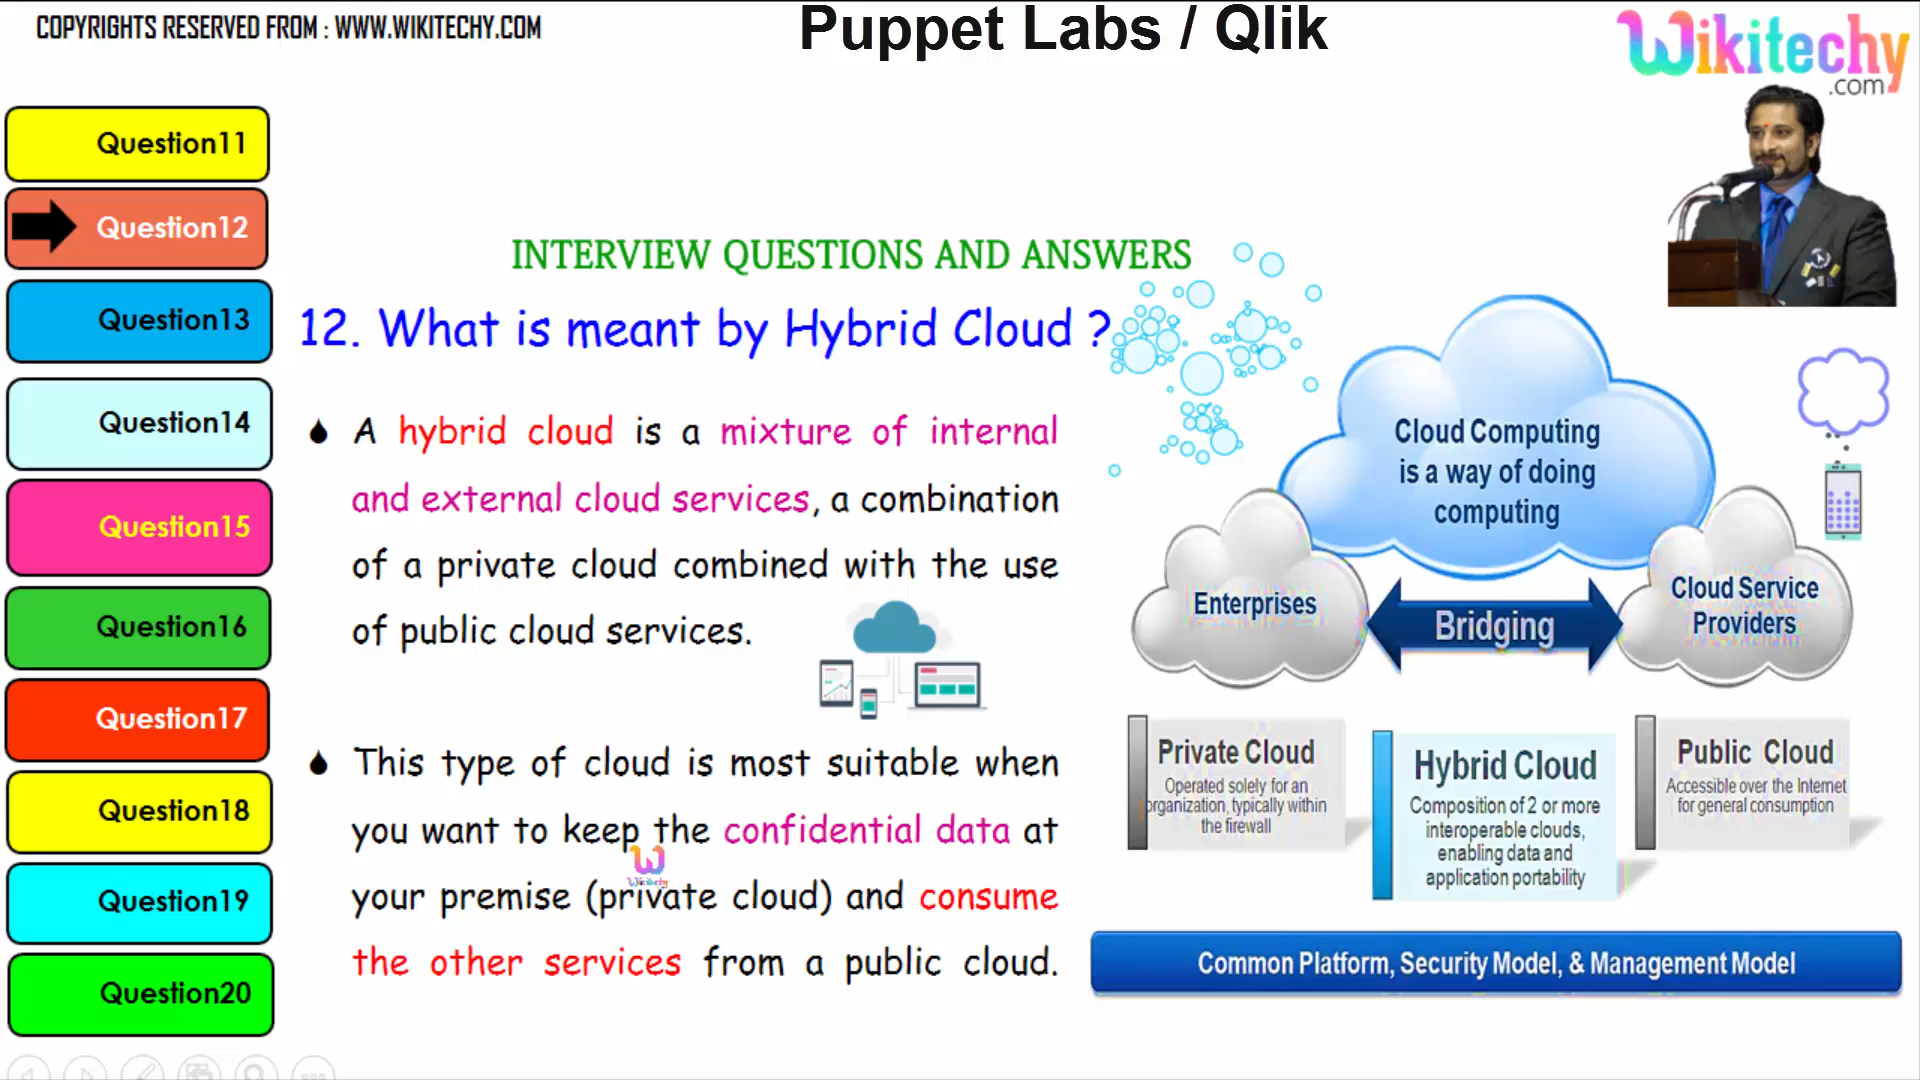 COPYRIGHTS RESERVED FROM : WWW.WIKITECHY.COM
Puppet Labs / Qlik
Wikitechy
.com
Question11
Question12
Question13
Question14
Question15
Question16
Question17
Question18
Question19
Question20
INTERVIEW QUESTIONS AND ANSWERS
12. What is meant by Hybrid Cloud ?
A hybrid cloud is a mixture of internal
and external cloud services, a combination
of a private cloud combined with the use
of public cloud services.
This type of cloud is most suitable when
you want to keep the confidential data at
your premise (private cloud) and consume
the other services from a public cloud.
Wikitechy
Cloud Computing
is a way of doing
computing
Enterprises
Bridging
Cloud Service
Providers
Private Cloud
Operated solely for an
organization, typically within
the firewall
Hybrid Cloud
Composition of 2 or more
interoperable clouds,
enabling data and
application portability
Public Cloud
Accessible over the Internet
for general consumption
Common Platform, Security Model, & Management Model